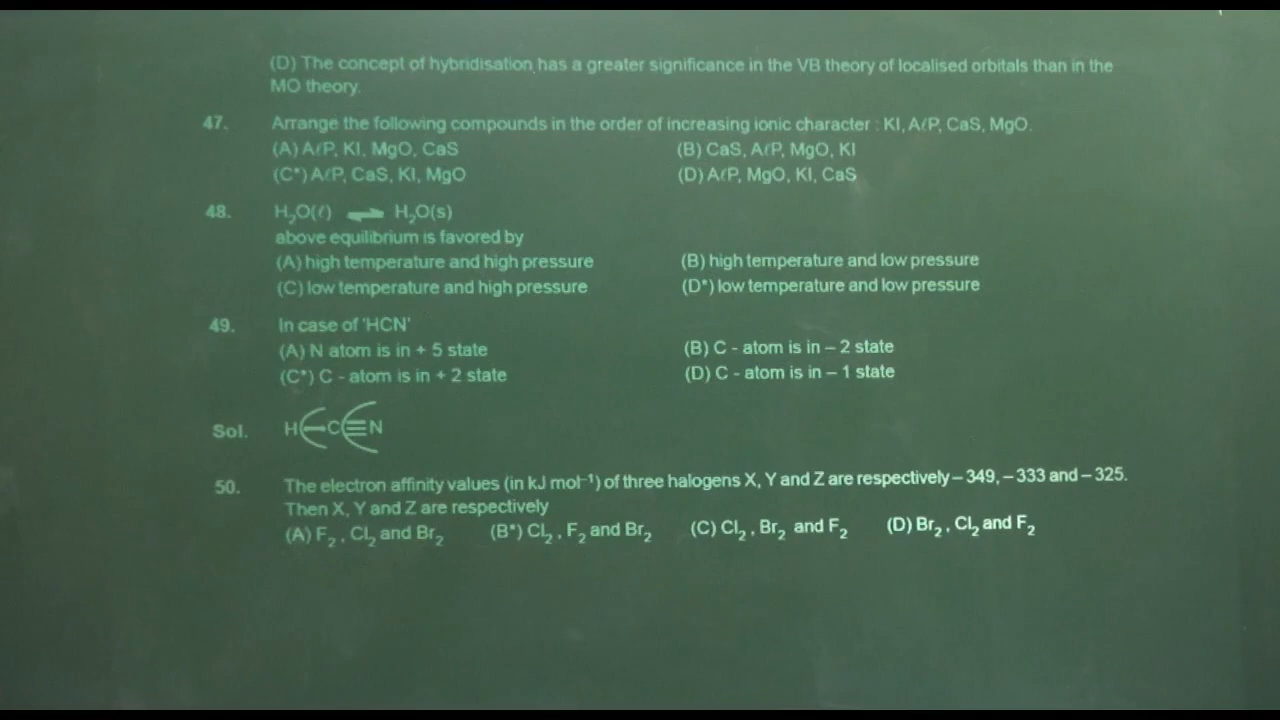 (D) The concept of hybridisation has a greater significance in the VB theory of localised orbitals than in the
MO theory.
47. Arrange the following compounds in the order of increasing ionic character : KI, AℓP, CaS, MgO.
(A) AℓP, KI, MgO, CaS (B) CaS, AℓP, MgO, KI
(C*) AℓP, CaS, KI, MgO (D) AℓP, MgO, KI, CaS
48. H₂O(ℓ) ⇌ H₂O(s)
above equilibrium is favored by
(A) high temperature and high pressure (B) high temperature and low pressure
(C) low temperature and high pressure (D*) low temperature and low pressure
49. In case of 'HCN'
(A) N atom is in + 5 state (B) C - atom is in – 2 state
(C*) C - atom is in + 2 state (D) C - atom is in – 1 state
Sol. H–C≡N
50. The electron affinity values (in kJ mol⁻¹) of three halogens X, Y and Z are respectively – 349, – 333 and – 325.
Then X, Y and Z are respectively
(A) F₂ , Cl₂ and Br₂ (B*) Cl₂ , F₂ and Br₂ (C) Cl₂ , Br₂ and F₂ (D) Br₂ , Cl₂ and F₂